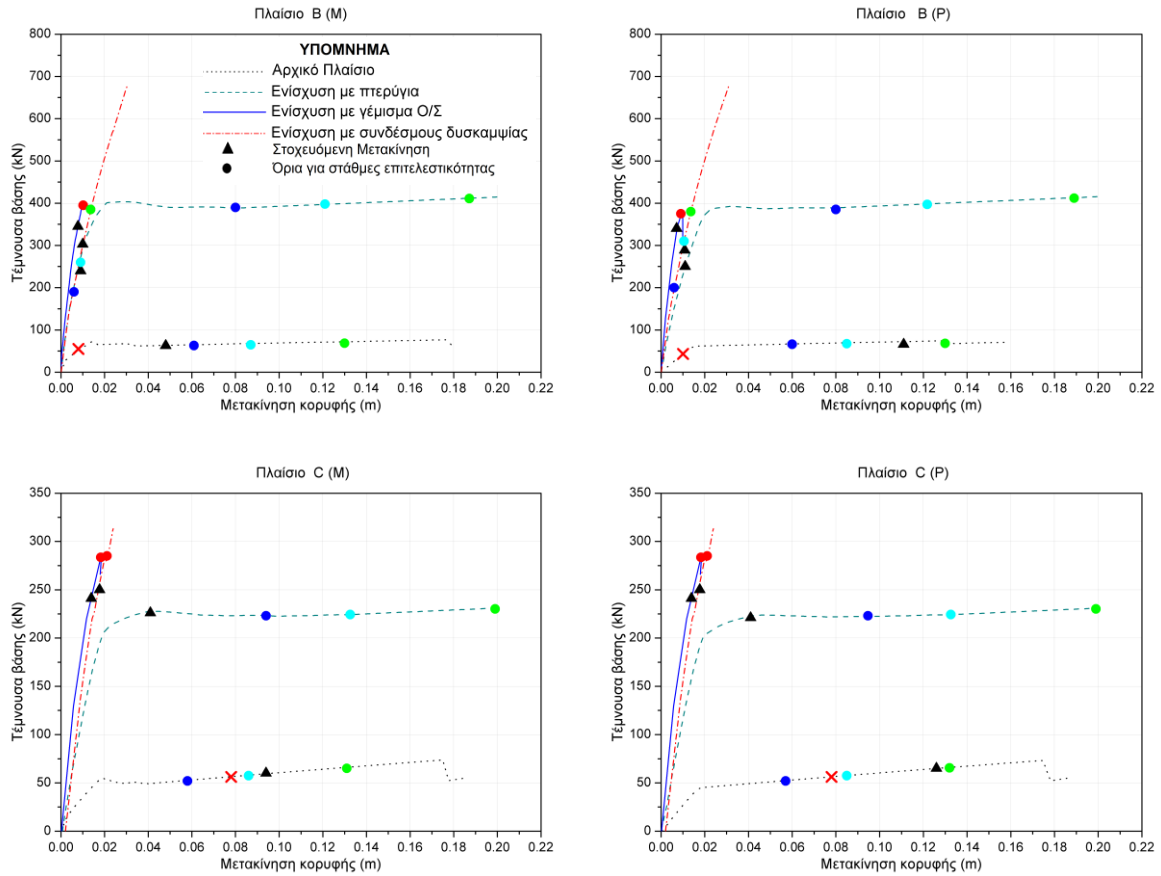 Πλαίσιο Β (Μ)
800
700
600
500
400
300
200
100
0
Τέμνουσα βάσης (kN)
ΥΠΟΜΝΗΜΑ
Αρχικό Πλαίσιο
Ενίσχυση με πτερύγια
Ενίσχυση με γέμισμα Ο/Σ
Ενίσχυση με συνδέσμους δυσκαμψίας
Στοχευόμενη Μετακίνηση
Όρια για στάθμες επιτελεστικότητας
0.00 0.02 0.04 0.06 0.08 0.10 0.12 0.14 0.16 0.18 0.20 0.22
Μετακίνηση κορυφής (m)
Πλαίσιο Β (Ρ)
800
700
600
500
400
300
200
100
0
Τέμνουσα βάσης (kN)
0.00 0.02 0.04 0.06 0.08 0.10 0.12 0.14 0.16 0.18 0.20 0.22
Μετακίνηση κορυφής (m)
Πλαίσιο C (M)
350
300
250
200
150
100
50
0
Τέμνουσα βάσης (kN)
0.00 0.02 0.04 0.06 0.08 0.10 0.12 0.14 0.16 0.18 0.20 0.22
Μετακίνηση κορυφής (m)
Πλαίσιο C (P)
350
300
250
200
150
100
50
0
Τέμνουσα βάσης (kN)
0.00 0.02 0.04 0.06 0.08 0.10 0.12 0.14 0.16 0.18 0.20 0.22
Μετακίνηση κορυφής (m)